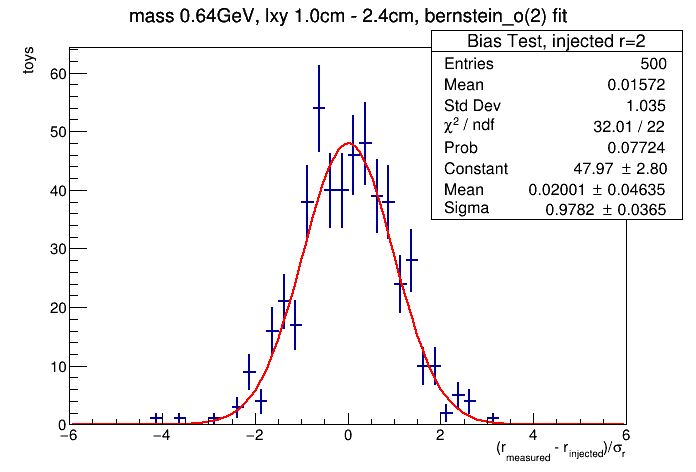 mass 0.64GeV, lxy 1.0cm - 2.4cm, bernstein_o(2) fit
toys
Bias Test, injected r=2
Entries 500
Mean 0.01572
Std Dev 1.035
χ² / ndf 32.01 / 22
Prob 0.07724
Constant 47.97 ± 2.80
Mean 0.02001 ± 0.04635
Sigma 0.9782 ± 0.0365
60
50
40
30
20
10
0
−6 −4 −2 0 2 4 6
(r_measured - r_injected)/σ_r